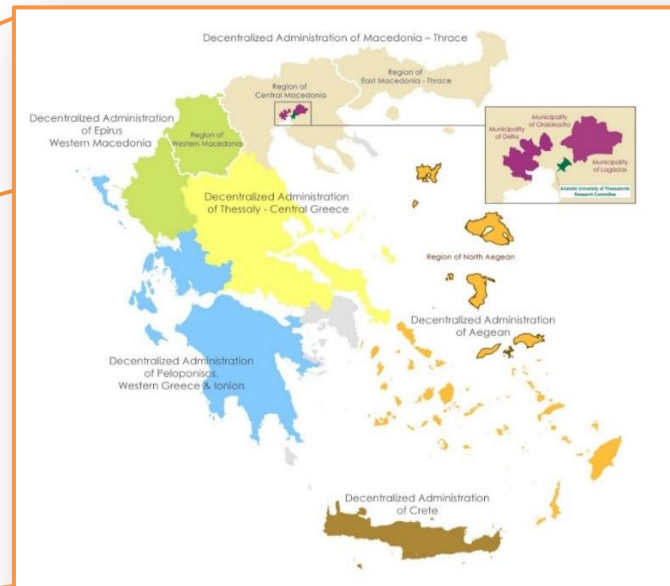 Decentralized Administration of Macedonia – Thrace
Region of
East Macedonia - Thrace
Region of
Central Macedonia
Decentralized Administration
of Epirus
Western Macedonia
Region of
Western Macedonia
Municipality
of Oraiokastro
Municipality
of Delta
Municipality
of Lagadas
Aristotle University of Thessaloniki
Research Committee
Decentralized Administration
of Thessaly - Central Greece
Region of North Aegean
Decentralized Administration
of Aegean
Decentralized Administration
of Peloponisos,
Western Greece & Ionion
Decentralized Administration
of Crete